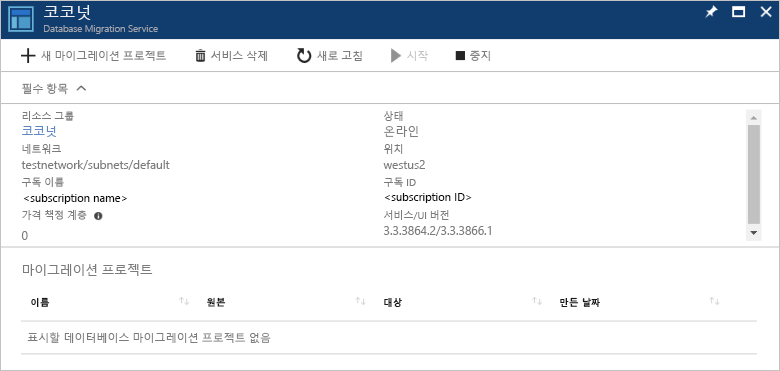 코코넛
Database Migration Service
새 마이그레이션 프로젝트 서비스 삭제 새로 고침 시작 중지
필수 항목
리소스 그룹 상태
코코넛 온라인
네트워크 위치
testnetwork/subnets/default westus2
구독 이름 구독 ID
<subscription name> <subscription ID>
가격 책정 계층 서비스/UI 버전
0 3.3.3864.2/3.3.3866.1
마이그레이션 프로젝트
이름 원본 대상 만든 날짜
표시할 데이터베이스 마이그레이션 프로젝트 없음